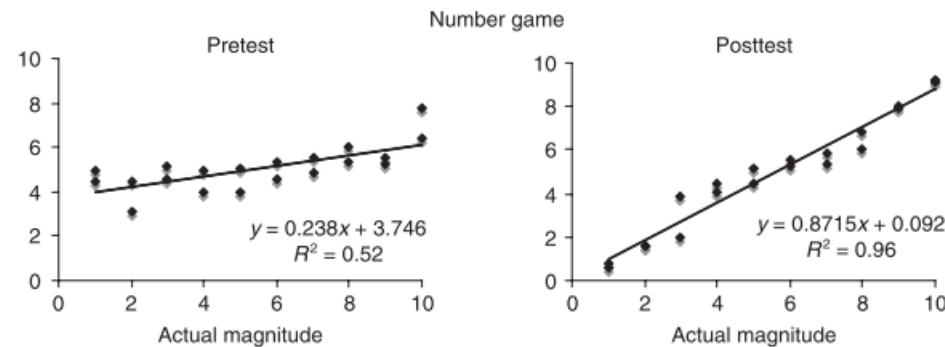 Number game
Pretest
10
8
6
4
2
0
y = 0.238x + 3.746
R² = 0.52
0 2 4 6 8 10
Actual magnitude
Posttest
10
8
6
4
2
0
y = 0.8715x + 0.092
R² = 0.96
0 2 4 6 8 10
Actual magnitude